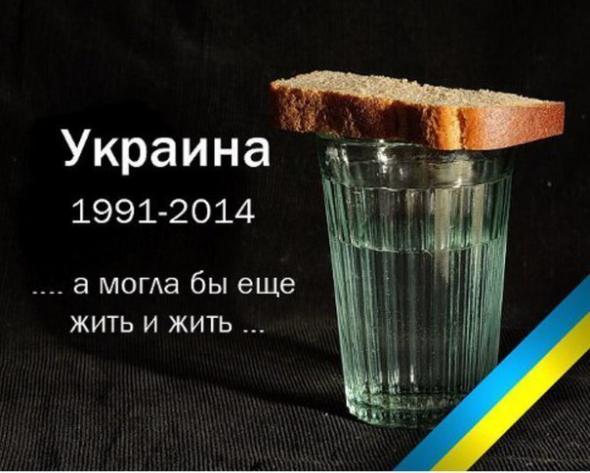 Украина
1991-2014
.... а могла бы еще
жить и жить ...